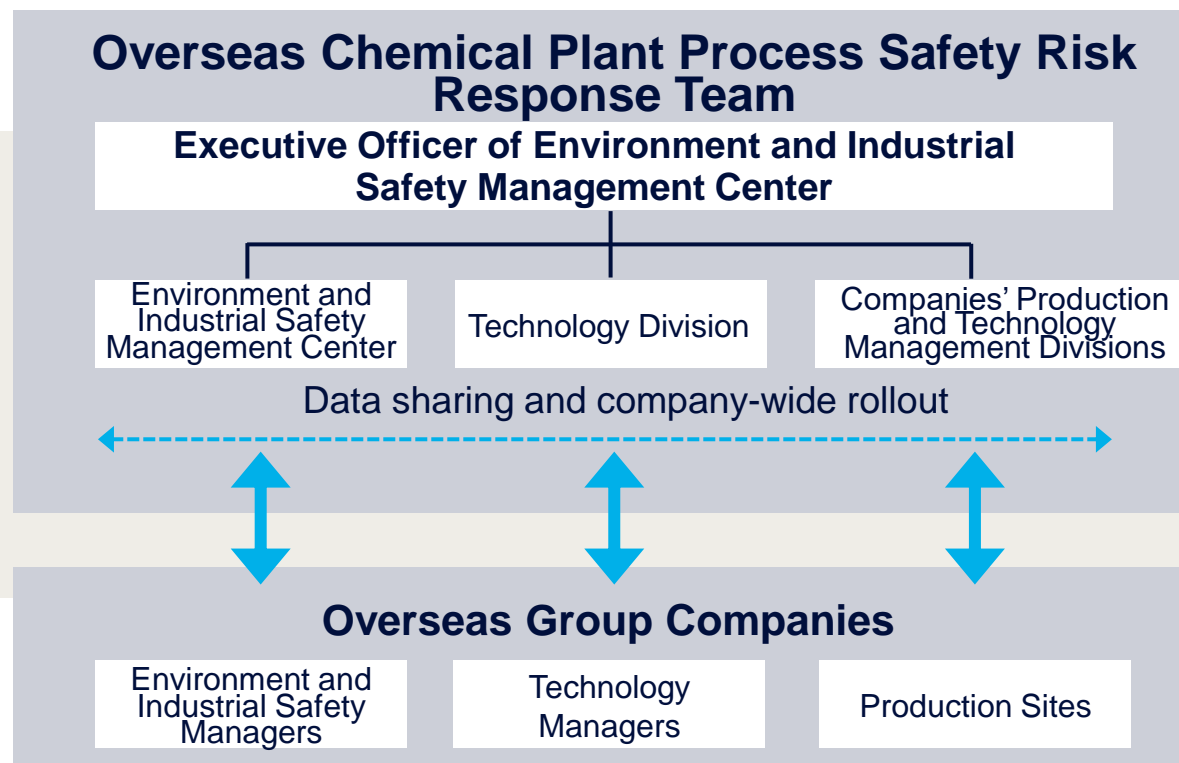 Overseas Chemical Plant Process Safety Risk
Response Team
Executive Officer of Environment and Industrial
Safety Management Center
Environment and
Industrial Safety
Management Center
Technology Division
Companies’ Production
and Technology
Management Divisions
Data sharing and company-wide rollout
Overseas Group Companies
Environment and
Industrial Safety
Managers
Technology
Managers
Production Sites